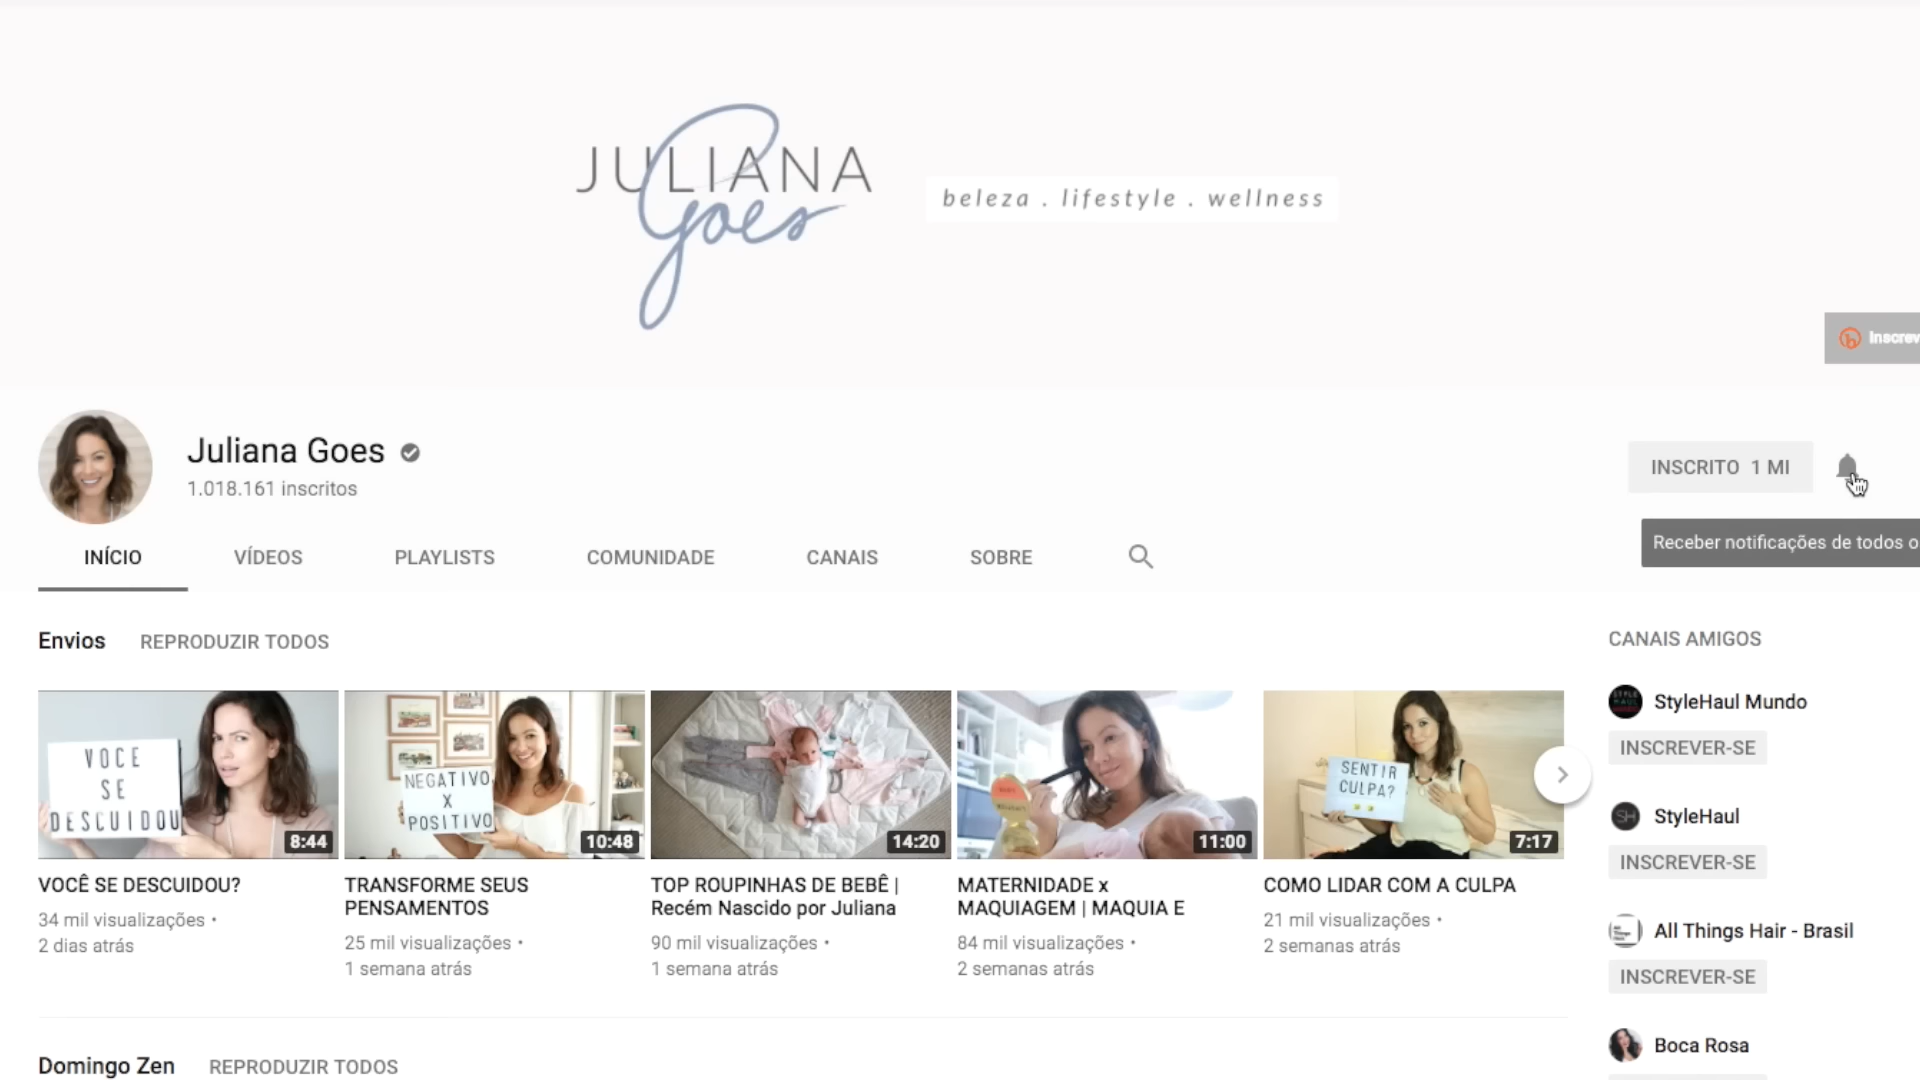 JULIANA
Goes
beleza . lifestyle . wellness
Inscrev
Juliana Goes
1.018.161 inscritos
INSCRITO 1 MI
Receber notificações de todos o
INÍCIO VÍDEOS PLAYLISTS COMUNIDADE CANAIS SOBRE
Envios REPRODUZIR TODOS
VOCE
SE
DESCUIDOU
8:44
VOCÊ SE DESCUIDOU?
34 mil visualizações •
2 dias atrás
NEGATIVO
X
POSITIVO
10:48
TRANSFORME SEUS
PENSAMENTOS
25 mil visualizações •
1 semana atrás
14:20
TOP ROUPINHAS DE BEBÊ |
Recém Nascido por Juliana
90 mil visualizações •
1 semana atrás
11:00
MATERNIDADE x
MAQUIAGEM | MAQUIA E
84 mil visualizações •
2 semanas atrás
SENTIR
CULPA?
7:17
COMO LIDAR COM A CULPA
21 mil visualizações •
2 semanas atrás
CANAIS AMIGOS
STYLE
HAUL
StyleHaul Mundo
INSCREVER-SE
SH
StyleHaul
INSCREVER-SE
All Things Hair - Brasil
INSCREVER-SE
Boca Rosa
Domingo Zen REPRODUZIR TODOS